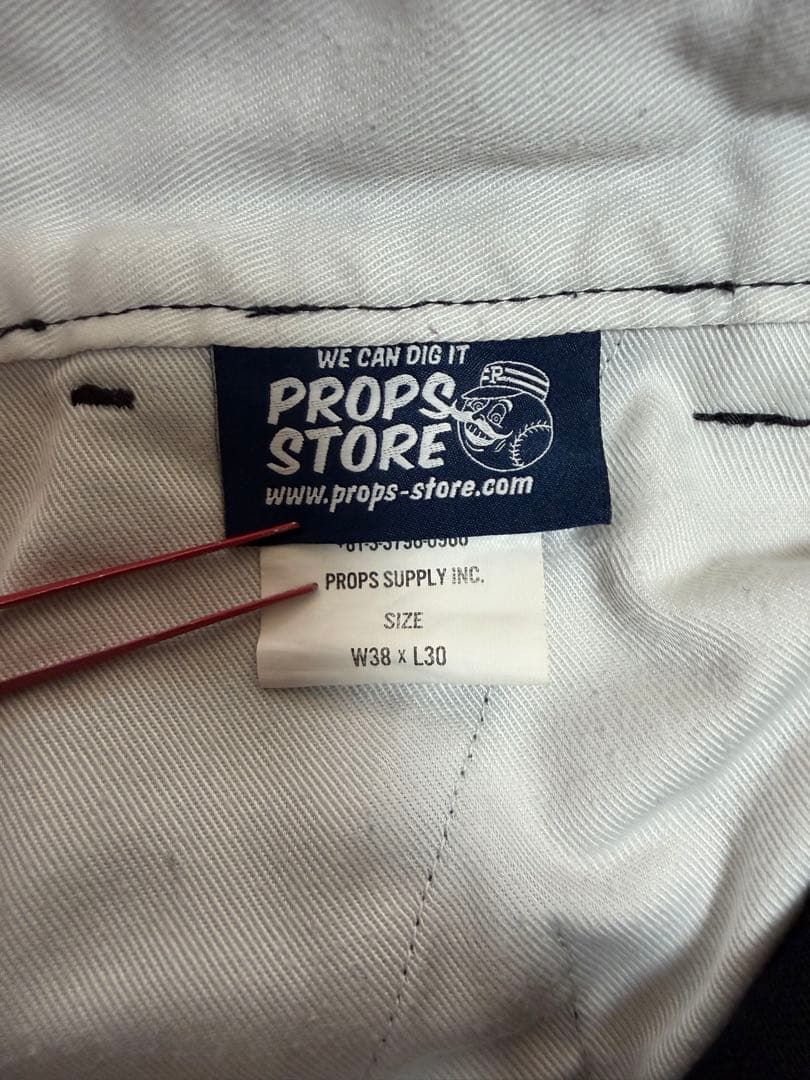 WE CAN DIG IT
PROPS
STORE
P
www.props-store.com
PROPS SUPPLY INC.
SIZE
W38 x L30